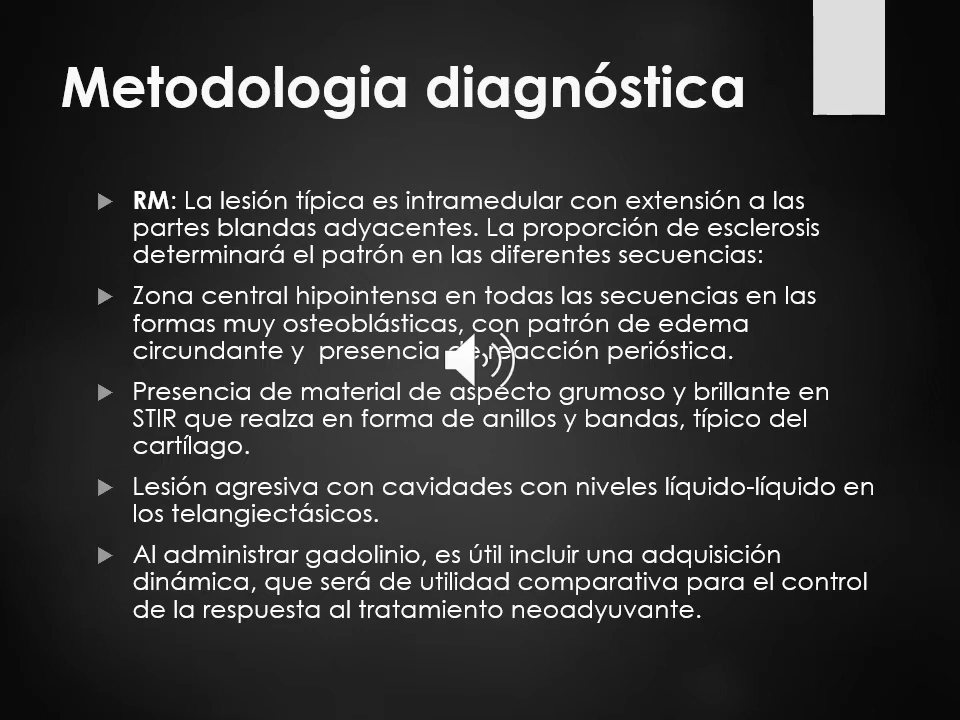 Metodologia diagnóstica
RM: La lesión típica es intramedular con extensión a las
partes blandas adyacentes. La proporción de esclerosis
determinará el patrón en las diferentes secuencias:
Zona central hipointensa en todas las secuencias en las
formas muy osteoblásticas, con patrón de edema
circundante y  presencia de reacción perióstica.
Presencia de material de aspecto grumoso y brillante en
STIR que realza en forma de anillos y bandas, típico del
cartílago.
Lesión agresiva con cavidades con niveles líquido-líquido en
los telangiectásicos.
Al administrar gadolinio, es útil incluir una adquisición
dinámica, que será de utilidad comparativa para el control
de la respuesta al tratamiento neoadyuvante.